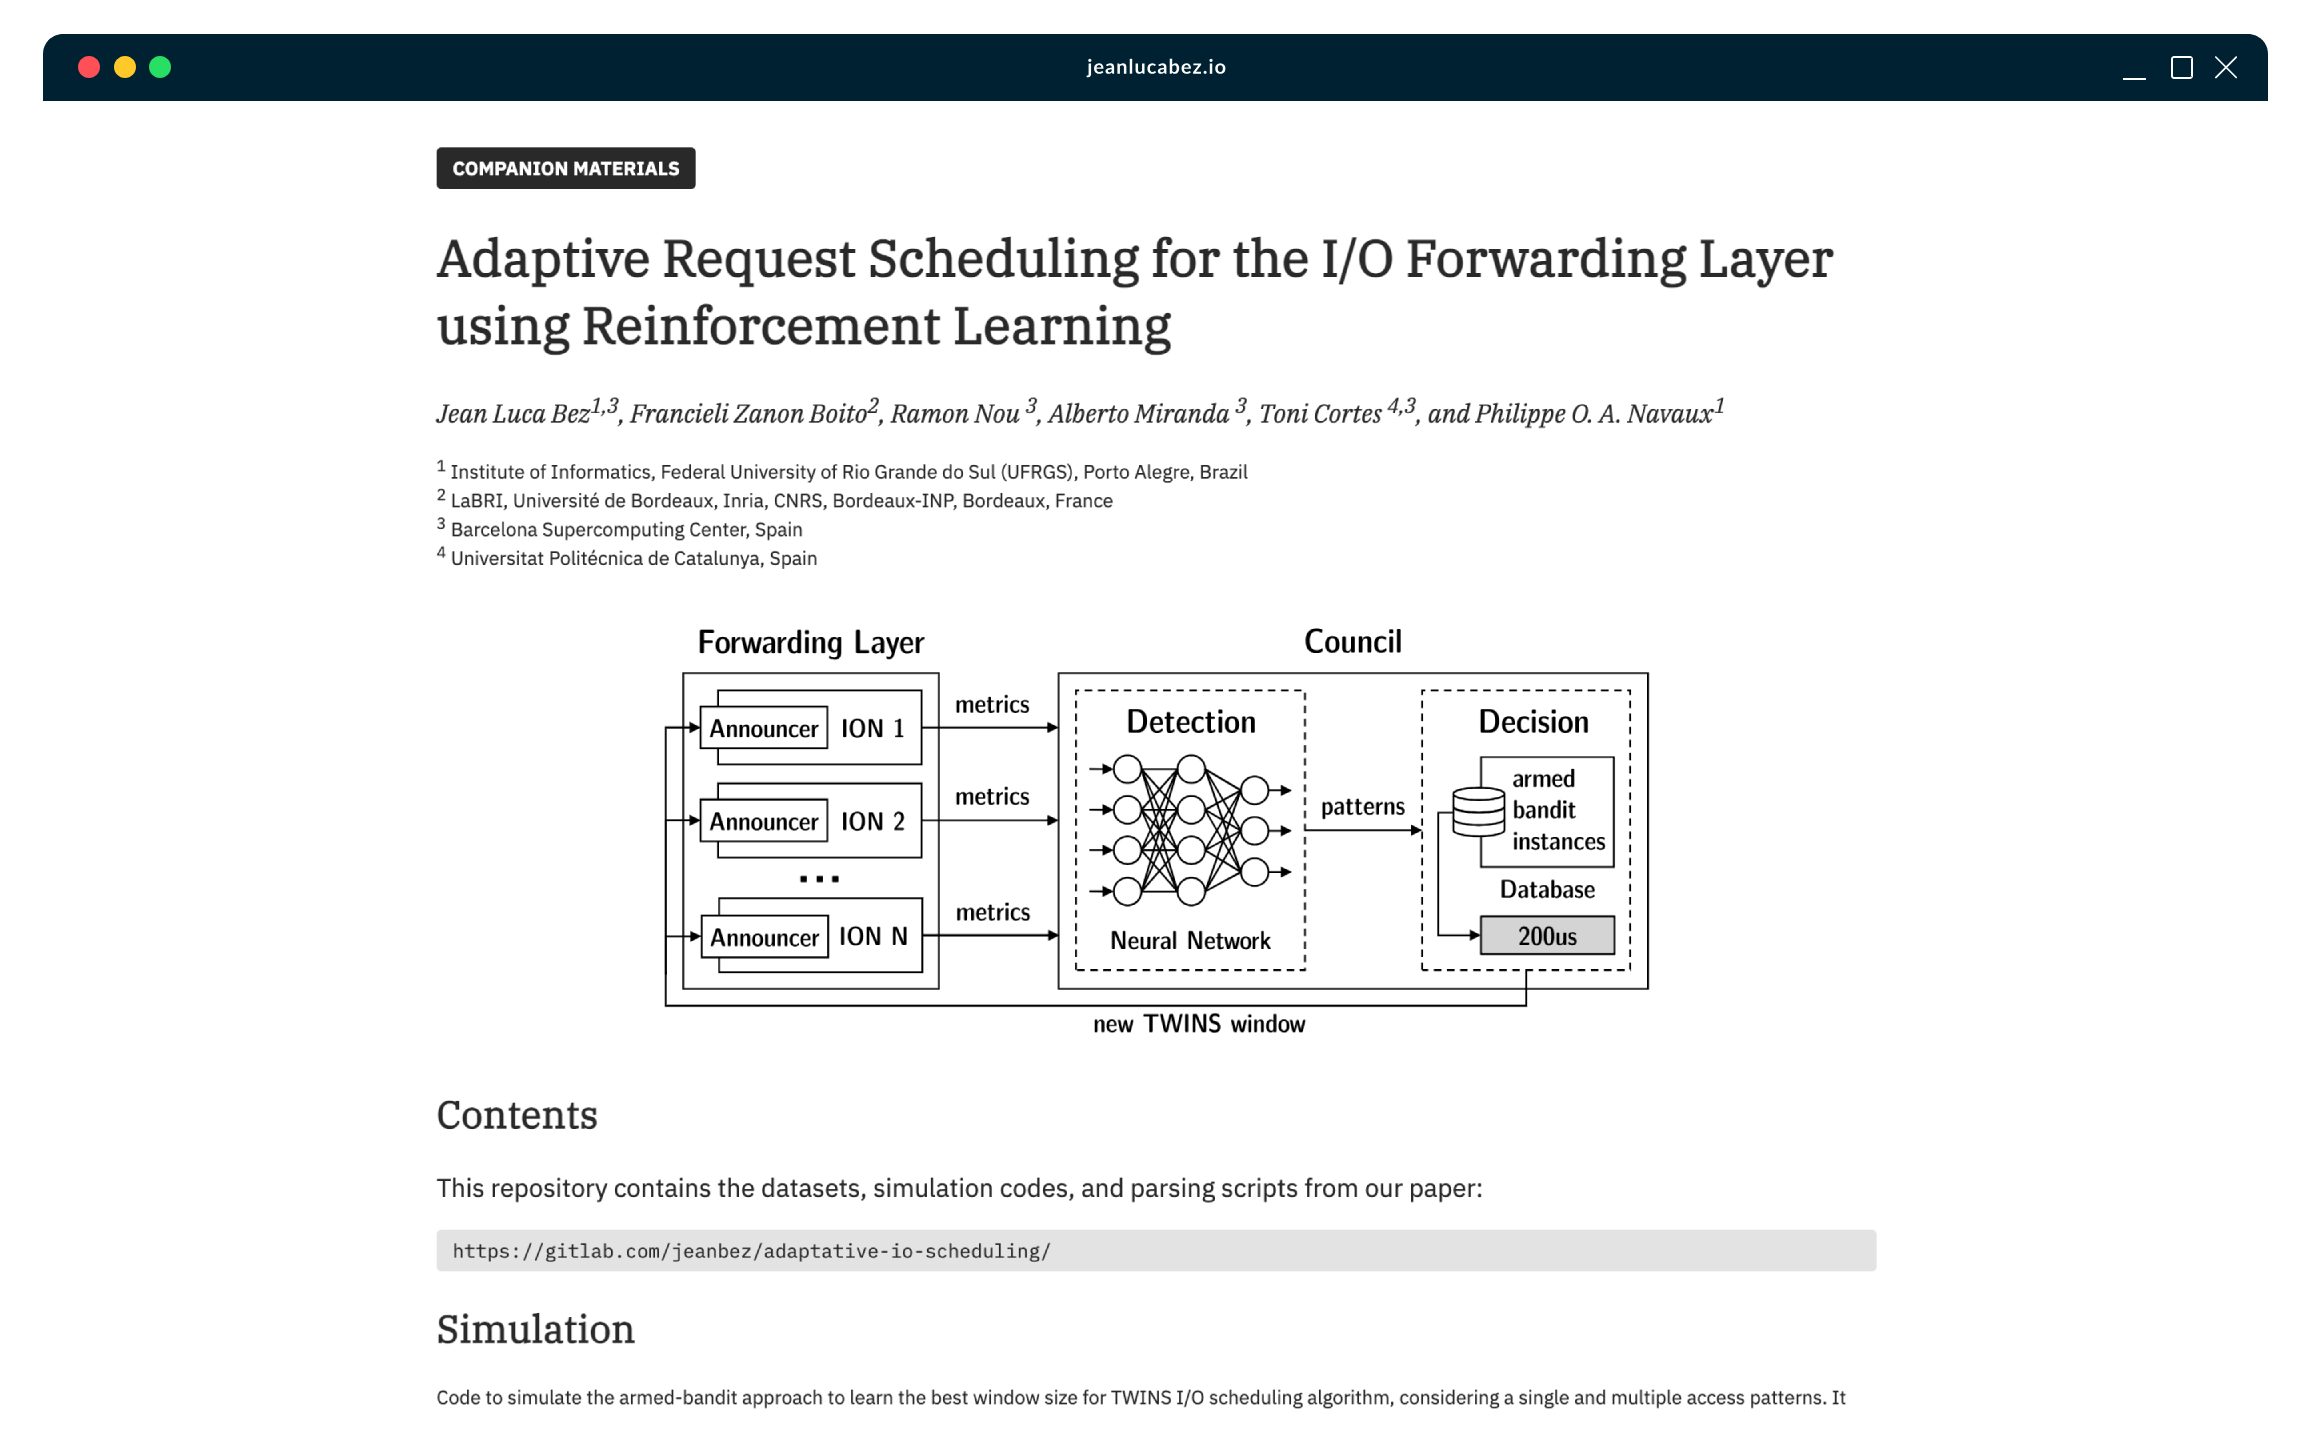 jeanlucabez.io
COMPANION MATERIALS
Adaptive Request Scheduling for the I/O Forwarding Layer
using Reinforcement Learning
Jean Luca Bez1,3, Francieli Zanon Boito2, Ramon Nou 3, Alberto Miranda 3, Toni Cortes 4,3, and Philippe O. A. Navaux1
1 Institute of Informatics, Federal University of Rio Grande do Sul (UFRGS), Porto Alegre, Brazil
2 LaBRI, Université de Bordeaux, Inria, CNRS, Bordeaux-INP, Bordeaux, France
3 Barcelona Supercomputing Center, Spain
4 Universitat Politécnica de Catalunya, Spain
Forwarding Layer
Announcer ION 1
Announcer ION 2
...
Announcer ION N
metrics
metrics
metrics
Council
Detection
Neural Network
patterns
Decision
armed
bandit
instances
Database
200us
new TWINS window
Contents
This repository contains the datasets, simulation codes, and parsing scripts from our paper:
https://gitlab.com/jeanbez/adaptative-io-scheduling/
Simulation
Code to simulate the armed-bandit approach to learn the best window size for TWINS I/O scheduling algorithm, considering a single and multiple access patterns. It